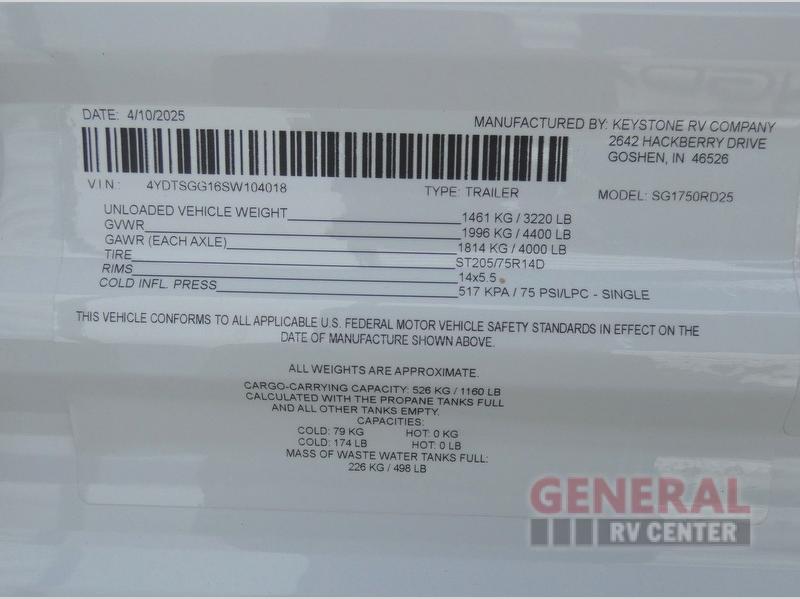 DATE: 4/10/2025
MANUFACTURED BY: KEYSTONE RV COMPANY
2642 HACKBERRY DRIVE
GOSHEN, IN 46526
VIN: 4YDTSGG16SW104018 TYPE: TRAILER MODEL: SG1750RD25
UNLOADED VEHICLE WEIGHT 1461 KG / 3220 LB
GVWR 1996 KG / 4400 LB
GAWR (EACH AXLE) 1814 KG / 4000 LB
TIRE ST205/75R14D
RIMS 14x5.5
COLD INFL. PRESS 517 KPA / 75 PSI/LPC - SINGLE
THIS VEHICLE CONFORMS TO ALL APPLICABLE U.S. FEDERAL MOTOR VEHICLE SAFETY STANDARDS IN EFFECT ON THE
DATE OF MANUFACTURE SHOWN ABOVE.
ALL WEIGHTS ARE APPROXIMATE.
CARGO-CARRYING CAPACITY: 526 KG / 1160 LB
CALCULATED WITH THE PROPANE TANKS FULL
AND ALL OTHER TANKS EMPTY.
CAPACITIES:
COLD: 79 KG HOT: 0 KG
COLD: 174 LB HOT: 0 LB
MASS OF WASTE WATER TANKS FULL:
226 KG / 498 LB
GENERAL
RV CENTER